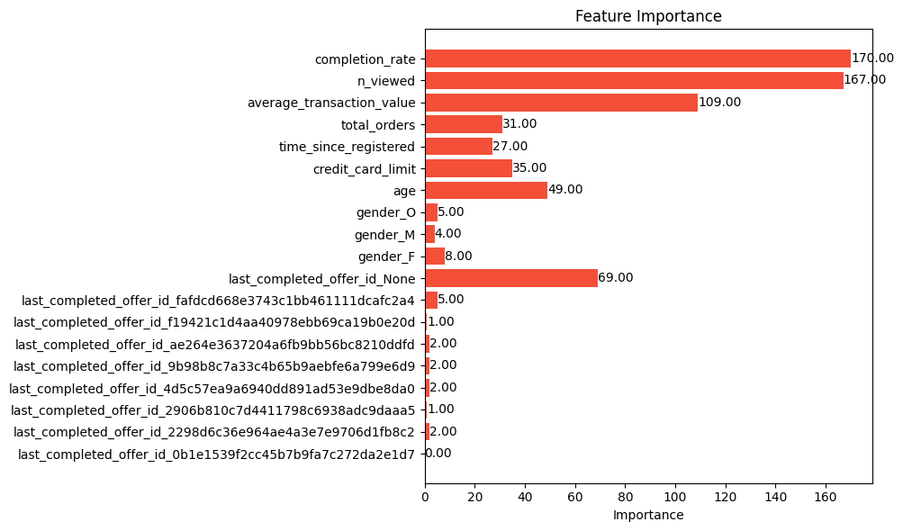 Feature Importance
completion_rate 170.00
n_viewed 167.00
average_transaction_value 109.00
total_orders 31.00
time_since_registered 27.00
credit_card_limit 35.00
age 49.00
gender_O 5.00
gender_M 4.00
gender_F 8.00
last_completed_offer_id_None 69.00
last_completed_offer_id_fafdcd668e3743c1bb461111dcafc2a4 5.00
last_completed_offer_id_f19421c1d4aa40978ebb69ca19b0e20d 1.00
last_completed_offer_id_ae264e3637204a6fb9bb56bc8210ddfd 2.00
last_completed_offer_id_9b98b8c7a33c4b65b9aebfe6a799e6d9 2.00
last_completed_offer_id_4d5c57ea9a6940dd891ad53e9dbe8da0 2.00
last_completed_offer_id_2906b810c7d4411798c6938adc9daaa5 1.00
last_completed_offer_id_2298d6c36e964ae4a3e7e9706d1fb8c2 2.00
last_completed_offer_id_0b1e1539f2cc45b7b9fa7c272da2e1d7 0.00
0 20 40 60 80 100 120 140 160
Importance